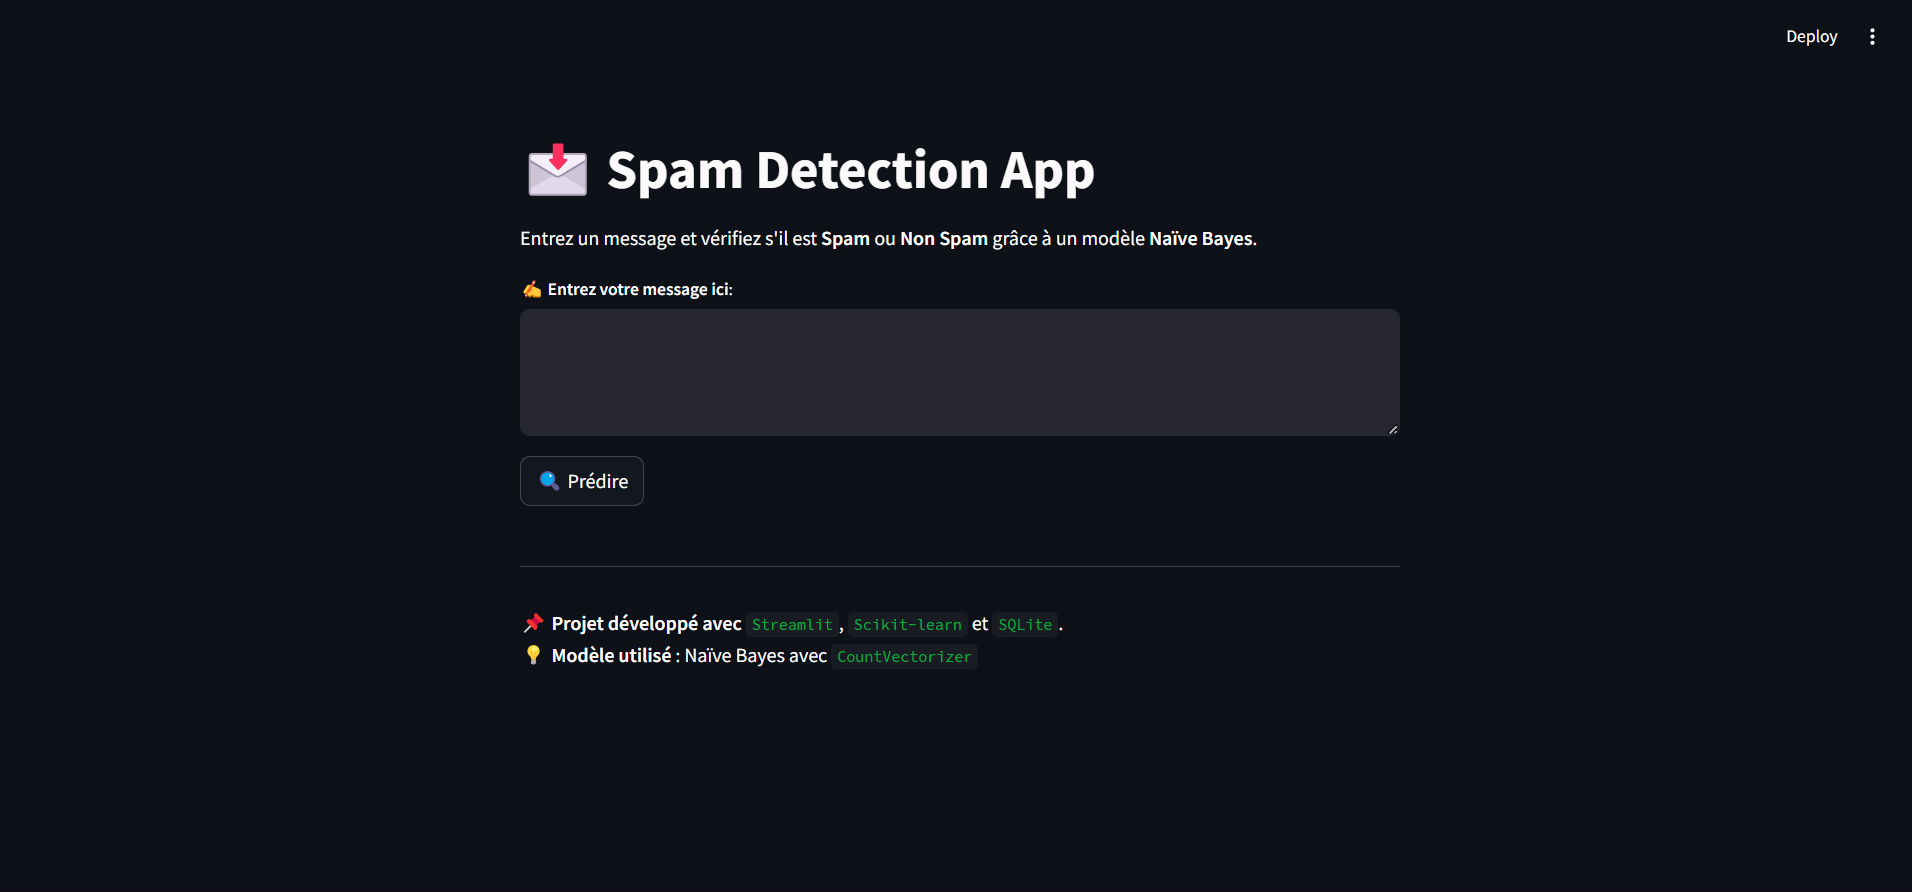 Deploy
Spam Detection App
Entrez un message et vérifiez s'il est Spam ou Non Spam grâce à un modèle Naïve Bayes.
Entrez votre message ici:
Prédire
Projet développé avec Streamlit, Scikit-learn et SQLite.
Modèle utilisé : Naïve Bayes avec CountVectorizer